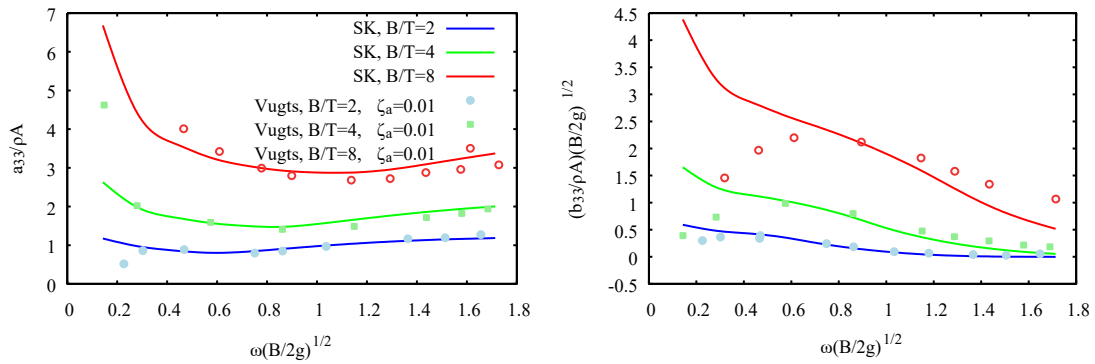 7
6
5
4
3
2
1
0
a33/ρA
0 0.2 0.4 0.6 0.8 1 1.2 1.4 1.6 1.8
ω(B/2g)^1/2
SK, B/T=2
SK, B/T=4
SK, B/T=8
Vugts, B/T=2, ζa=0.01
Vugts, B/T=4, ζa=0.01
Vugts, B/T=8, ζa=0.01
4.5
4
3.5
3
2.5
2
1.5
1
0.5
0
-0.5
(b33/ρA)(B/2g)^1/2
0 0.2 0.4 0.6 0.8 1 1.2 1.4 1.6 1.8
ω(B/2g)^1/2